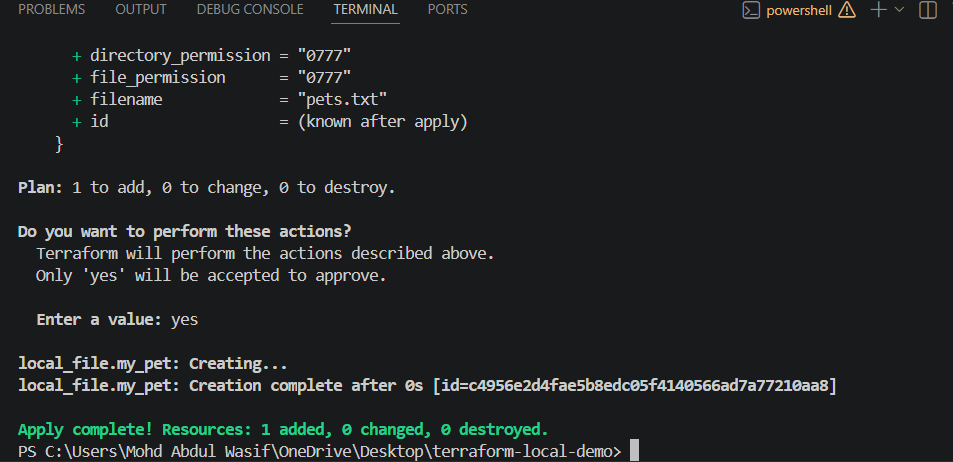 PROBLEMS OUTPUT DEBUG CONSOLE TERMINAL PORTS powershell
+ directory_permission = "0777"
+ file_permission      = "0777"
+ filename             = "pets.txt"
+ id                   = (known after apply)
}
Plan: 1 to add, 0 to change, 0 to destroy.
Do you want to perform these actions?
Terraform will perform the actions described above.
Only 'yes' will be accepted to approve.
Enter a value: yes
local_file.my_pet: Creating...
local_file.my_pet: Creation complete after 0s [id=c4956e2d4fae5b8edc05f4140566ad7a77210aa8]
Apply complete! Resources: 1 added, 0 changed, 0 destroyed.
PS C:\Users\Mohd Abdul Wasif\OneDrive\Desktop\terraform-local-demo>